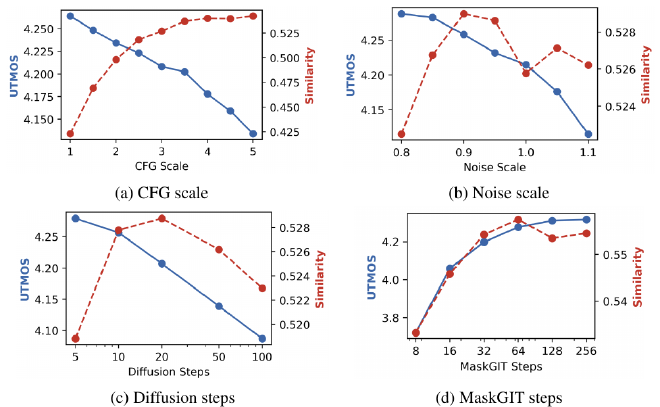 4.250
4.225
4.200
4.175
4.150
UTMOS
0.525
0.500
0.475
0.450
0.425
Similarity
1 2 3 4 5
CFG Scale
(a) CFG scale
4.25
4.20
4.15
UTMOS
0.528
0.526
0.524
Similarity
0.8 0.9 1.0 1.1
Noise Scale
(b) Noise scale
4.25
4.20
4.15
4.10
UTMOS
0.528
0.526
0.524
0.522
0.520
Similarity
5 10 20 50 100
Diffusion Steps
(c) Diffusion steps
4.2
4.0
3.8
UTMOS
0.55
0.54
Similarity
8 16 32 64 128 256
MaskGIT Steps
(d) MaskGIT steps